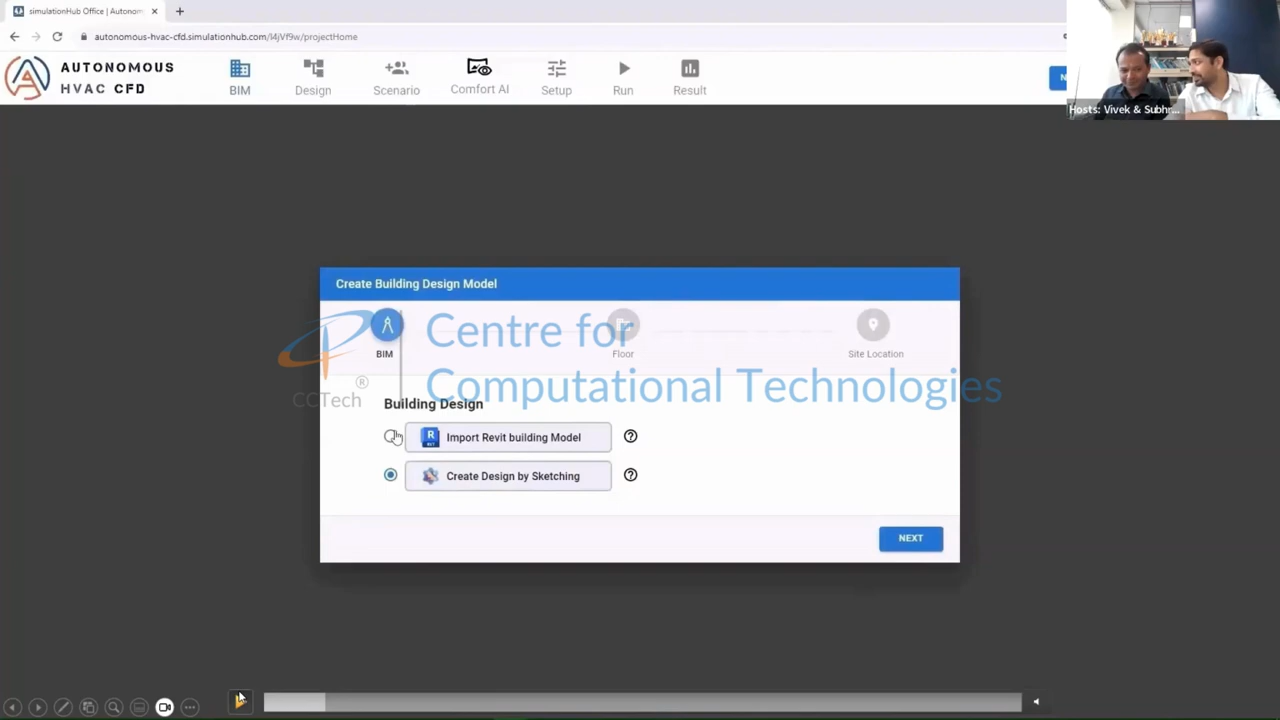 simulationHub Office | Autonom
autonomous-hvac-cfd.simulationhub.com/l4jVf9w/projectHome
AUTONOMOUS
HVAC CFD
BIM
Design
Scenario
Comfort AI
Setup
Run
Result
N
Hosts: Vivek & Subhr...
Create Building Design Model
BIM
Floor
Site Location
Centre for
Computational Technologies
CCTech ®
Building Design
R
Import Revit building Model
Create Design by Sketching
NEXT